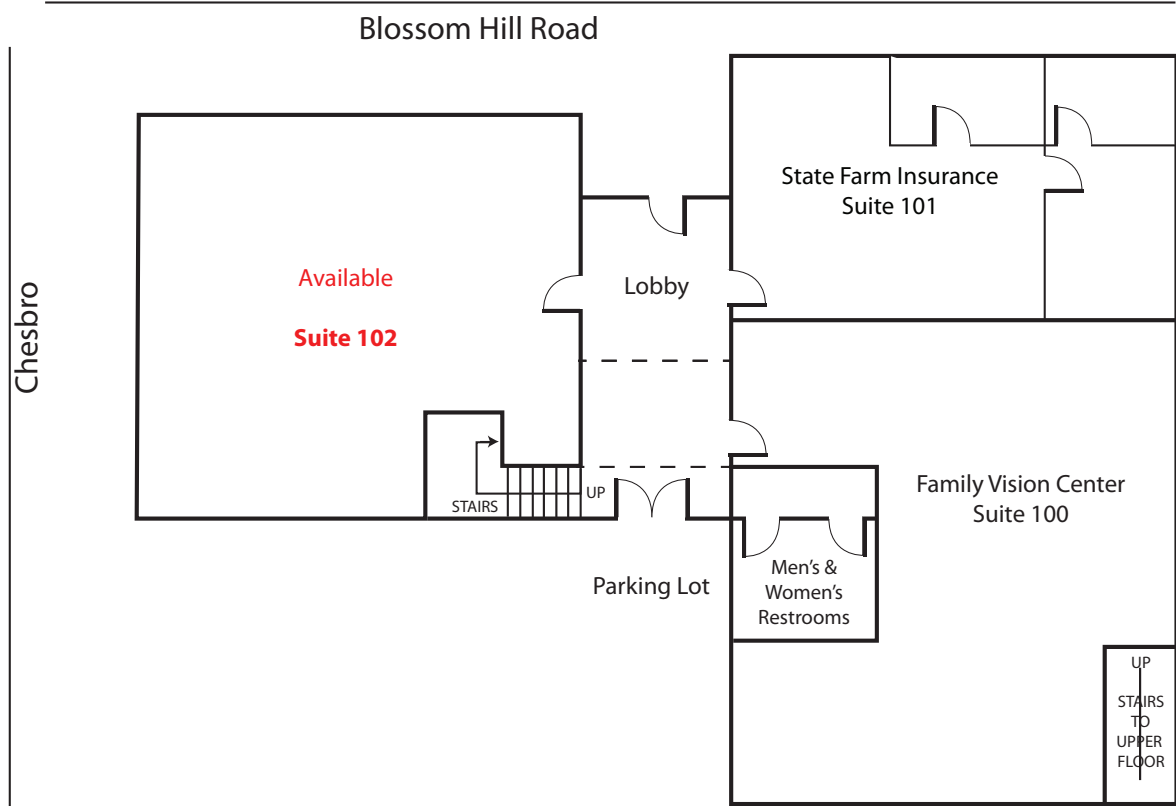 Blossom Hill Road
Chesbro
State Farm Insurance
Suite 101
Available
Suite 102
Lobby
Family Vision Center
Suite 100
UP
STAIRS
Parking Lot
Men's &
Women's
Restrooms
UP
STAIRS
TO
UPPER
FLOOR